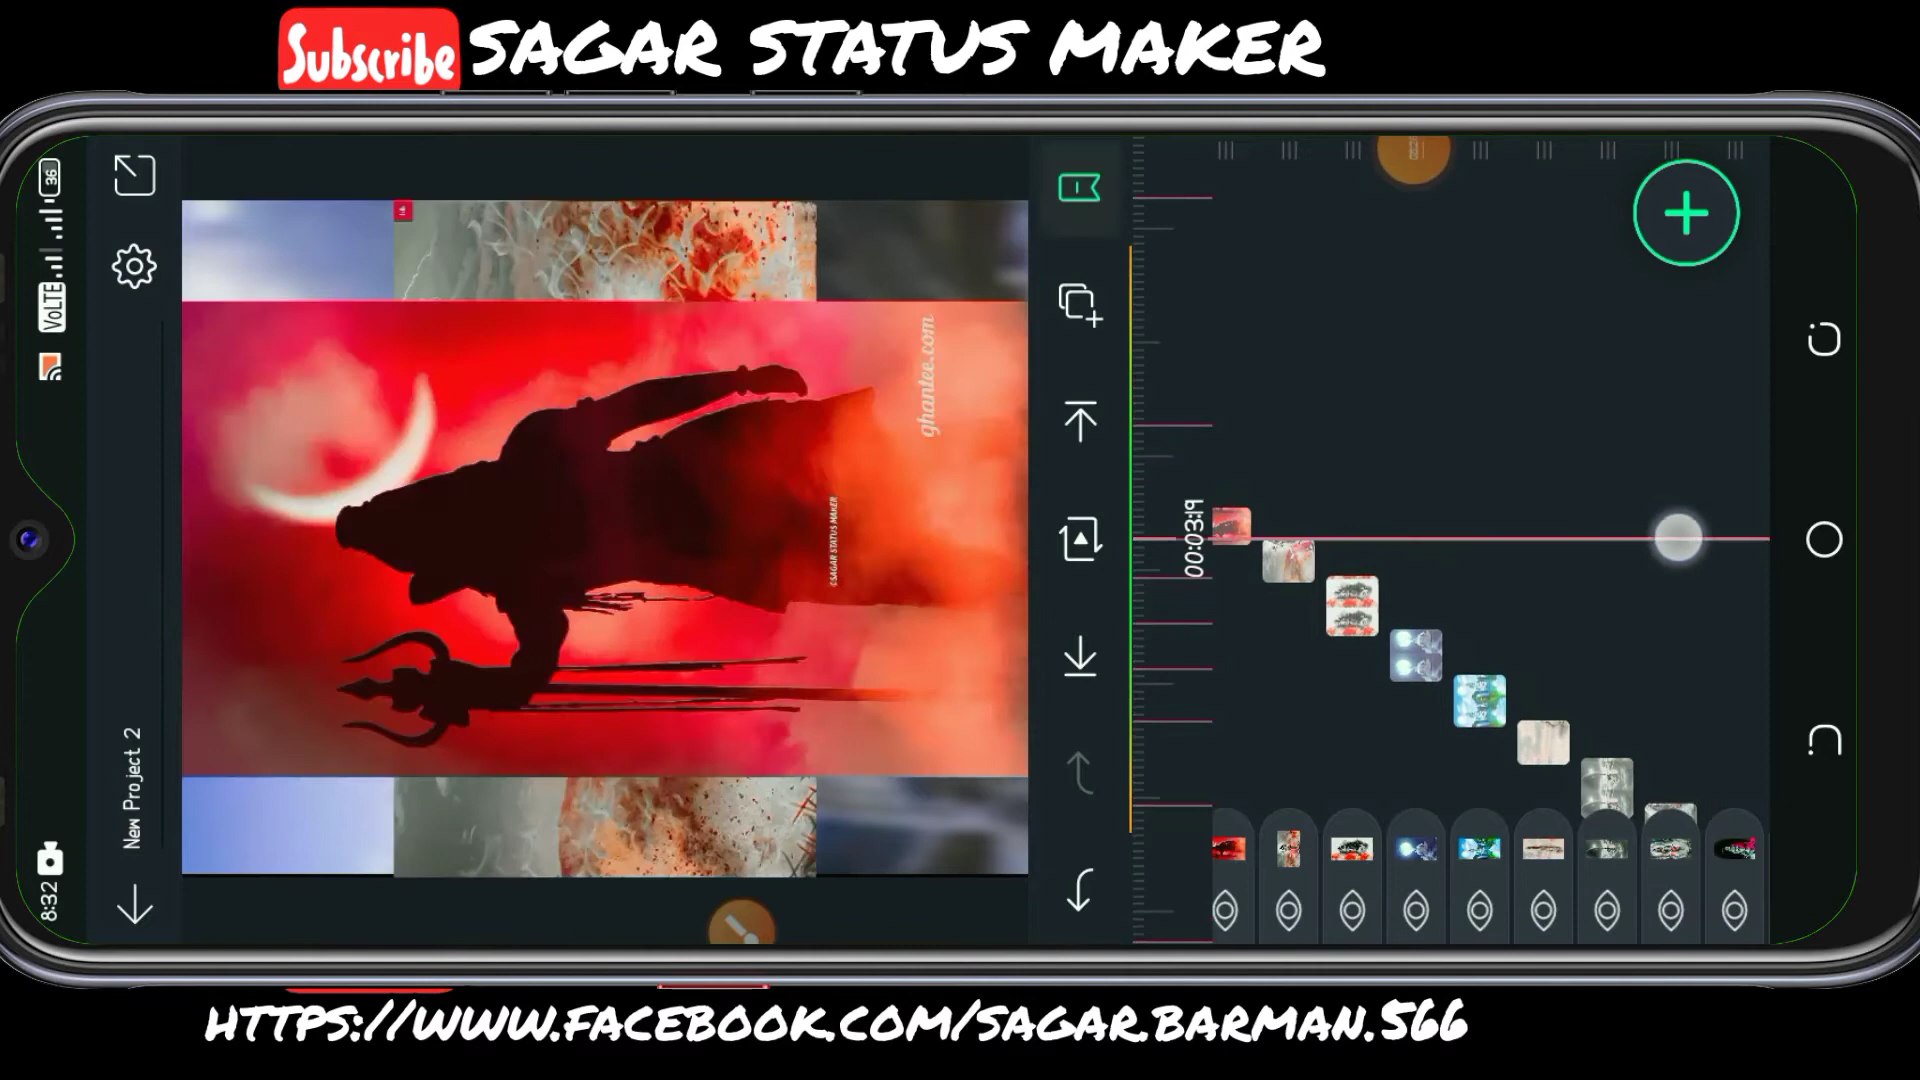 Subscribe SAGAR STATUS MAKER
8:32
VoLTE
36
New Project 2
ghantee.com
©SAGAR STATUS MAKER
00:03:19
HTTPS://WWW.FACEBOOK.COM/SAGAR.BARMAN.566